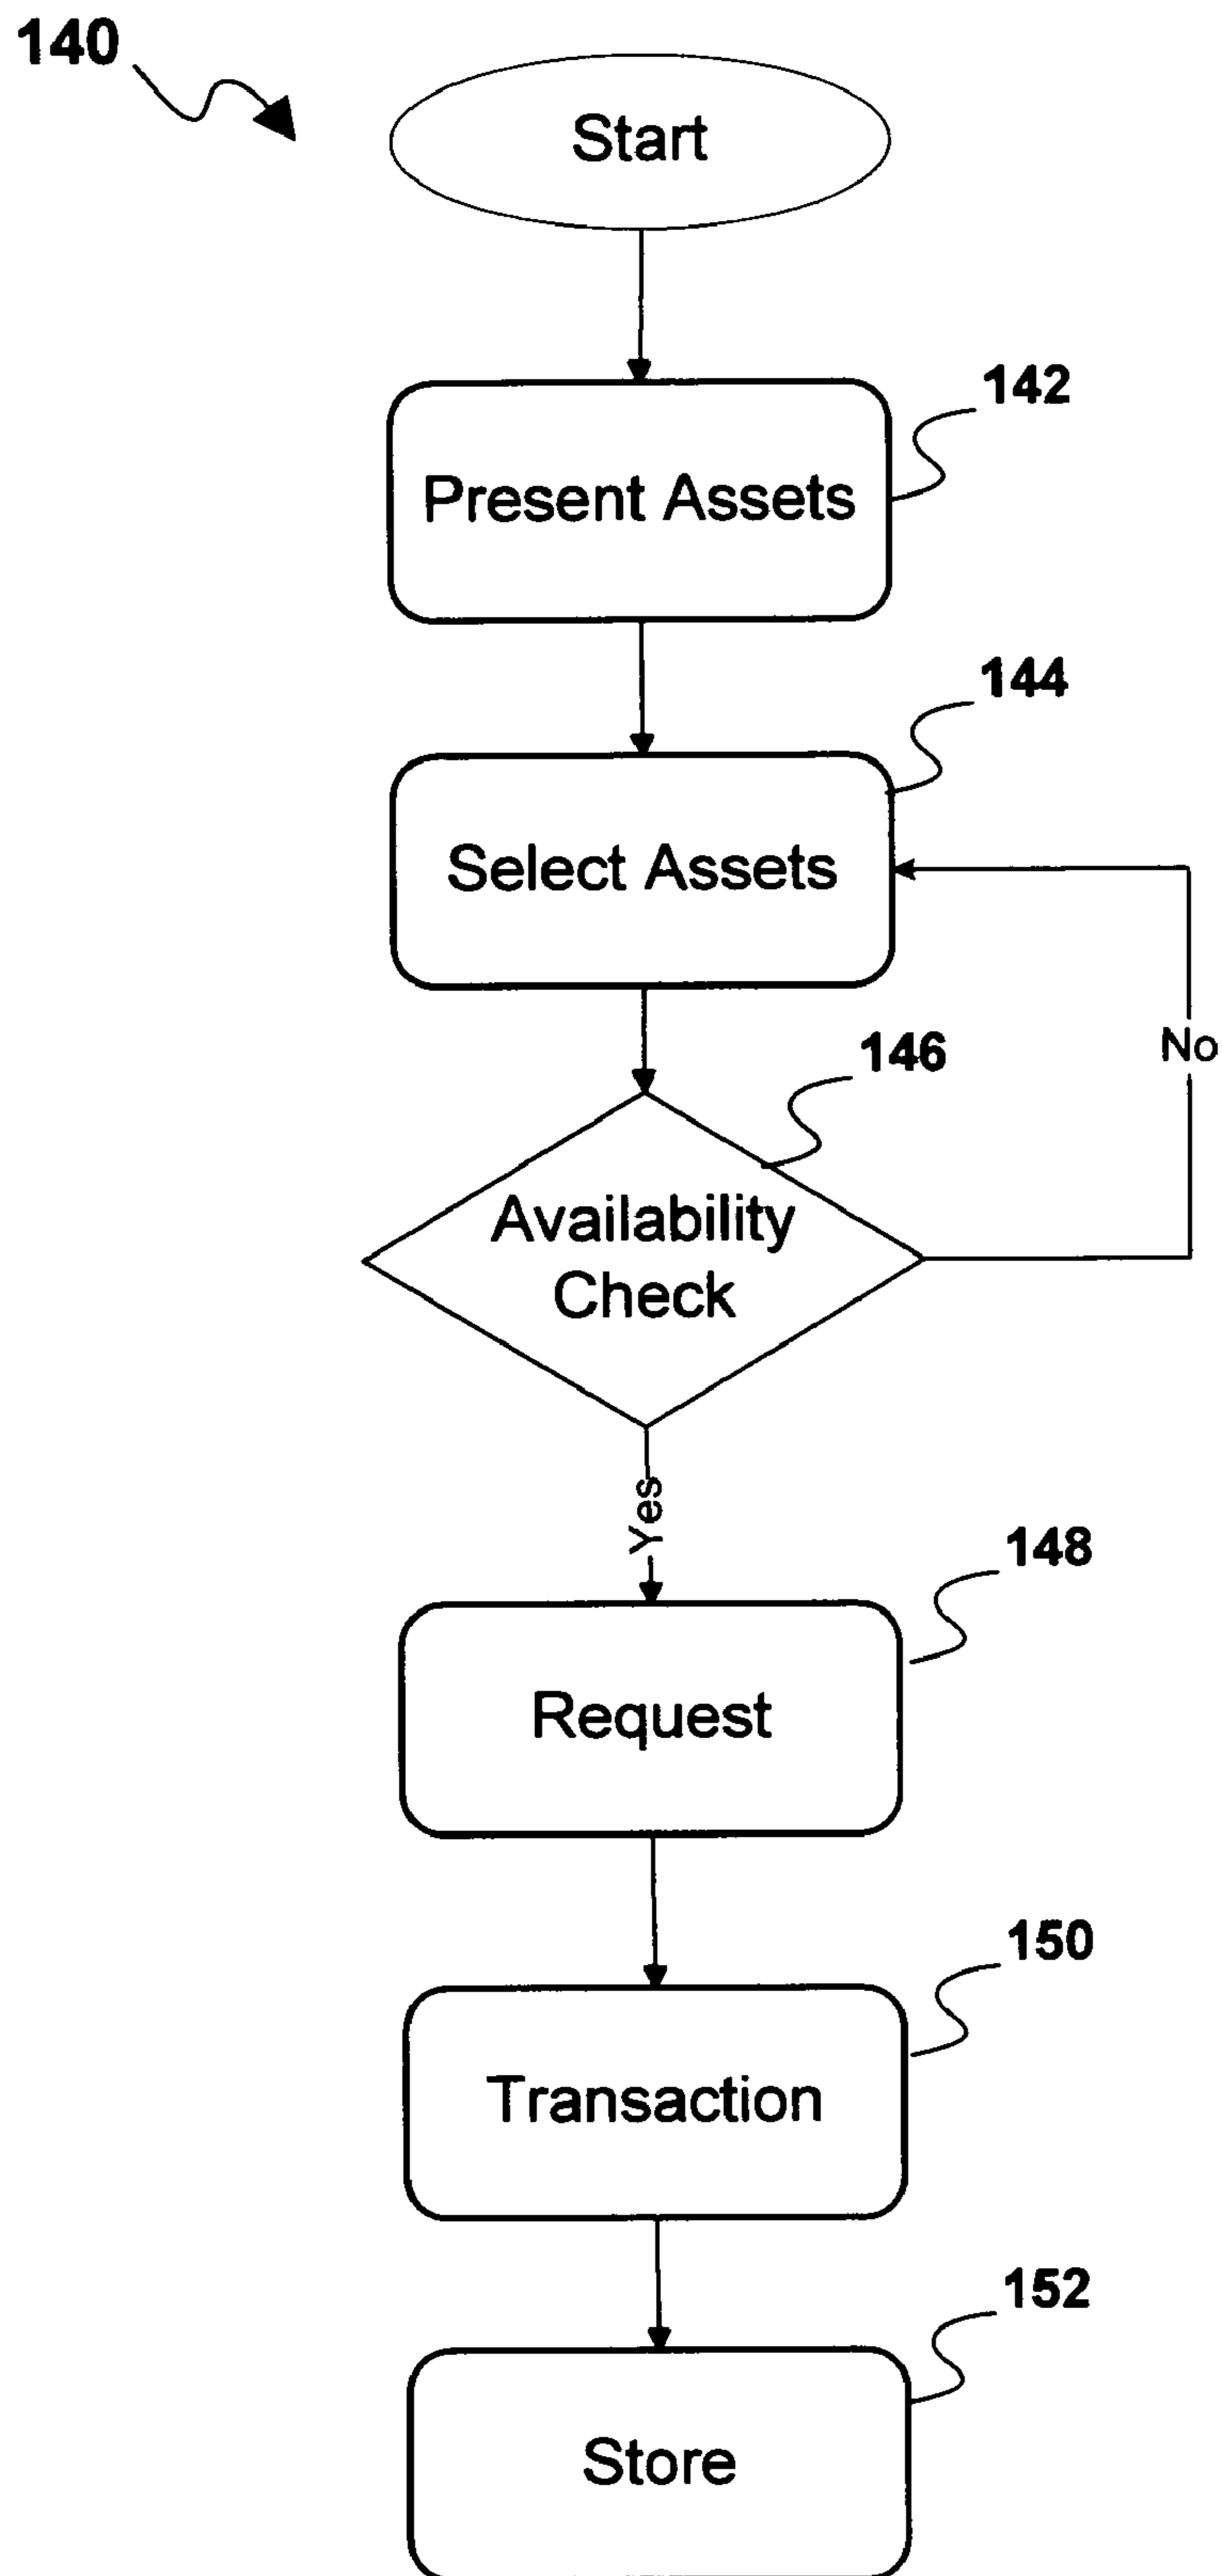 140
Start
142
Present Assets
144
Select Assets
No
146
Availability
Check
Yes
148
Request
150
Transaction
152
Store